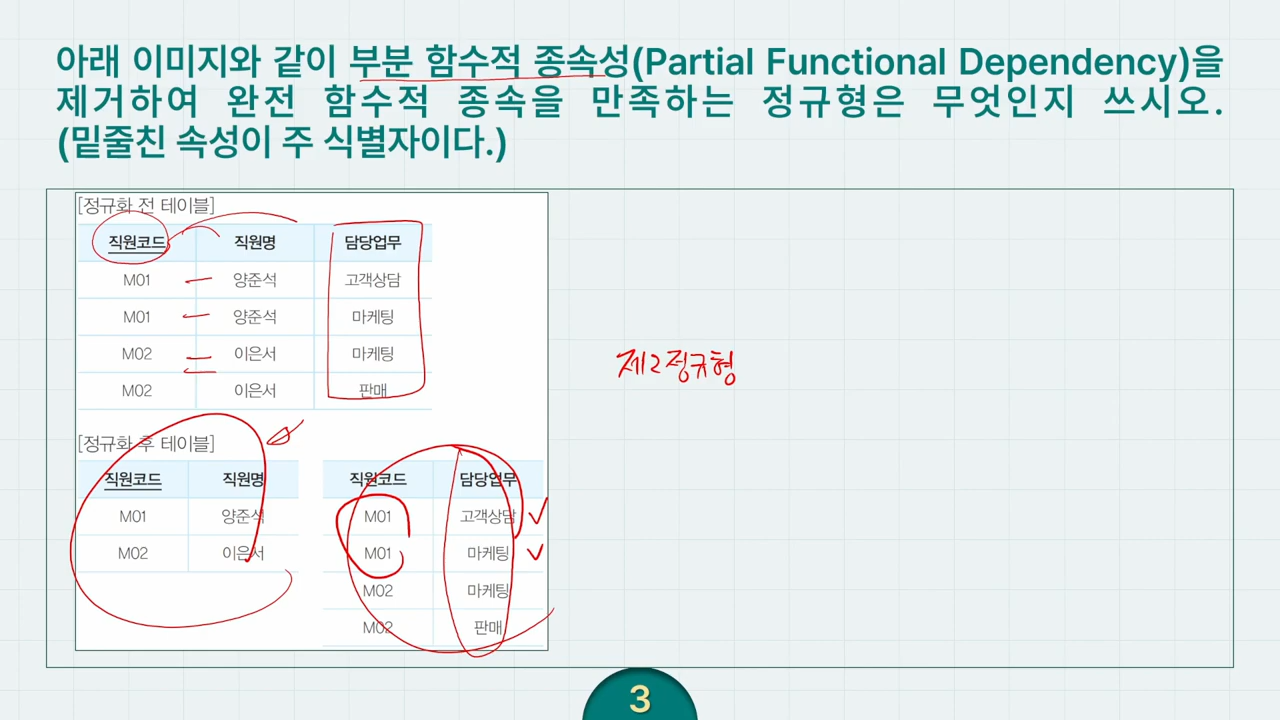 아래 이미지와 같이 부분 함수적 종속성(Partial Functional Dependency)을
제거하여 완전 함수적 종속을 만족하는 정규형은 무엇인지 쓰시오.
(밑줄친 속성이 주 식별자이다.)
[정규화 전 테이블]
직원코드 직원명 담당업무
M01 양준석 고객상담
M01 양준석 마케팅
M02 이은서 마케팅
M02 이은서 판매
제2정규형
[정규화 후 테이블]
직원코드 직원명
M01 양준석
M02 이은서
직원코드 담당업무
M01 고객상담
M01 마케팅
M02 마케팅
M02 판매
3